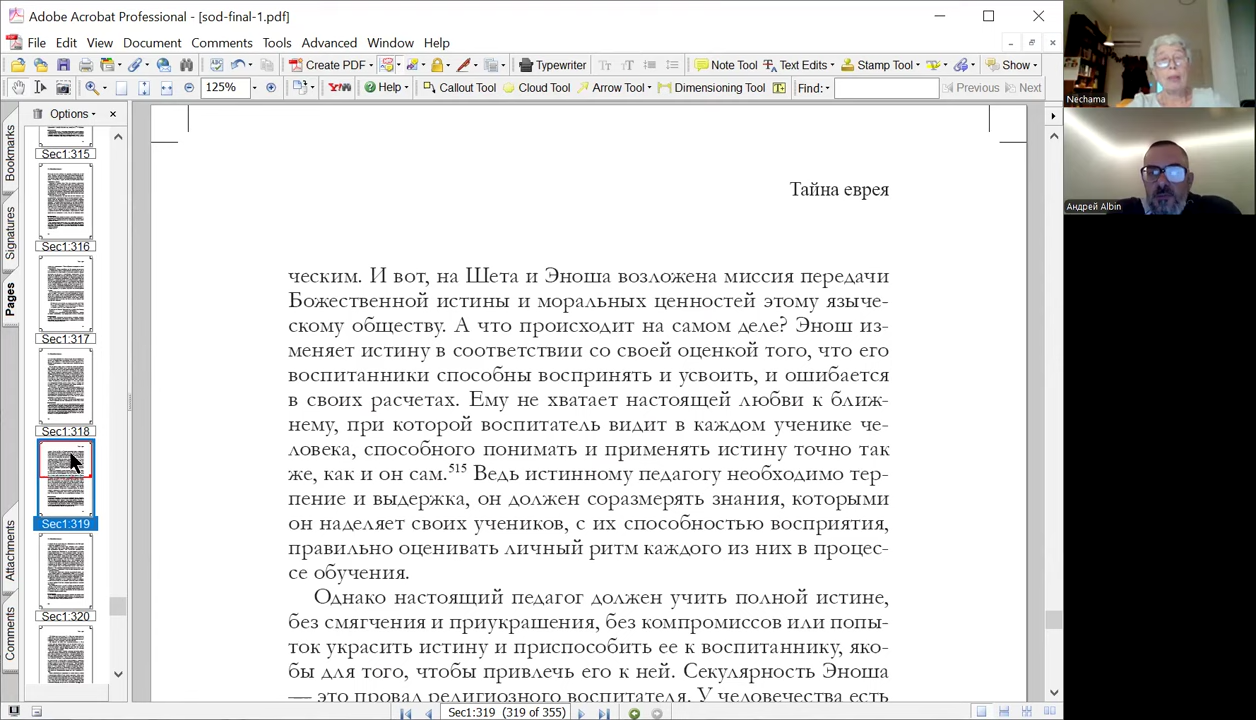 Adobe Acrobat Professional - [sod-final-1.pdf]
File Edit View Document Comments Tools Advanced Window Help
Create PDF Typewriter Note Tool Text Edits Stamp Tool Show
125% Help Callout Tool Cloud Tool Arrow Tool Dimensioning Tool Find: Previous Next
Options
Bookmarks
Signatures
Pages
Attachments
Comments
Sec1:315
Sec1:316
Sec1:317
Sec1:318
Sec1:319
Sec1:320
Тайна еврея
ческим. И вот, на Шета и Эноша возложена миссия передачи
Божественной истины и моральных ценностей этому языче-
скому обществу. А что происходит на самом деле? Энош из-
меняет истину в соответствии со своей оценкой того, что его
воспитанники способны воспринять и усвоить, и ошибается
в своих расчетах. Ему не хватает настоящей любви к ближ-
нему, при которой воспитатель видит в каждом ученике че-
ловека, способного понимать и применять истину точно так
же, как и он сам.515 Ведь истинному педагогу необходимо тер-
пение и выдержка, он должен соразмерять знания, которыми
он наделяет своих учеников, с их способностью восприятия,
правильно оценивать личный ритм каждого из них в процес-
се обучения.
Однако настоящий педагог должен учить полной истине,
без смягчения и приукрашения, без компромиссов или попы-
ток украсить истину и приспособить ее к воспитаннику, яко-
бы для того, чтобы привлечь его к ней. Секулярность Эноша
— это провал религиозного воспитателя. У человечества есть
Sec1:319 (319 of 355)
Nechama
Андрей Albin